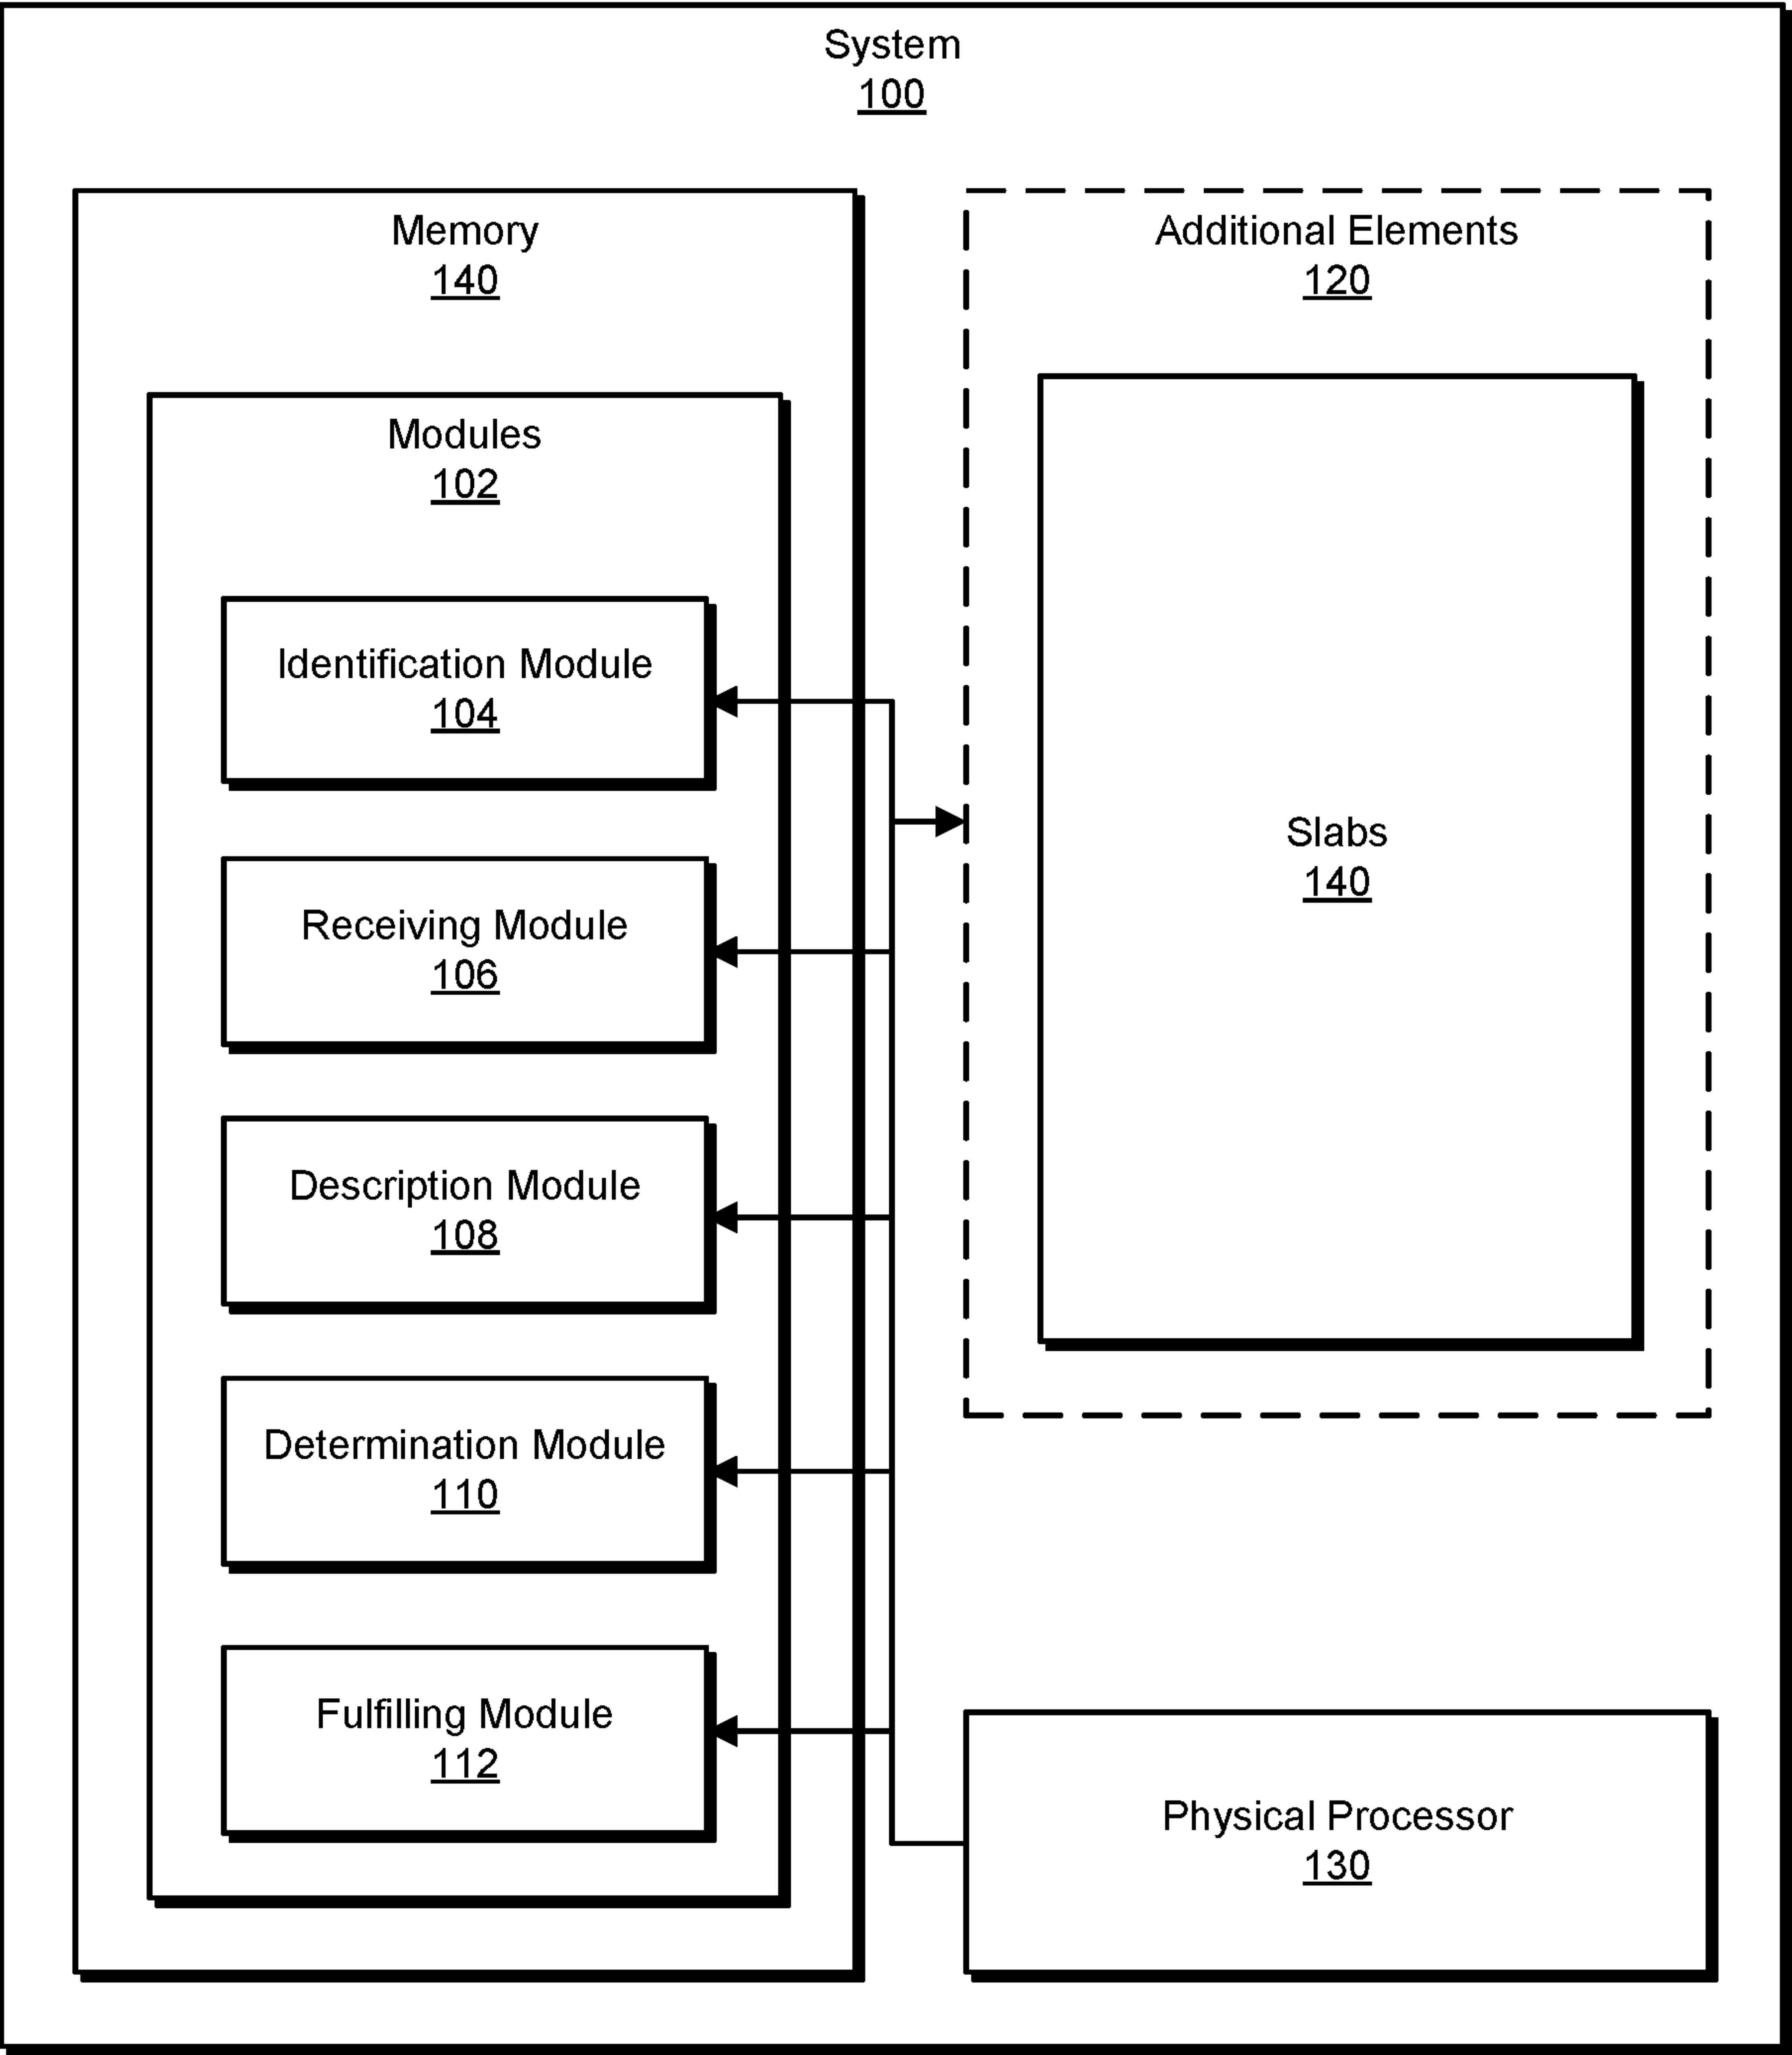 System
100
Memory
140
Modules
102
Identification Module
104
Receiving Module
106
Description Module
108
Determination Module
110
Fulfilling Module
112
Additional Elements
120
Slabs
140
Physical Processor
130